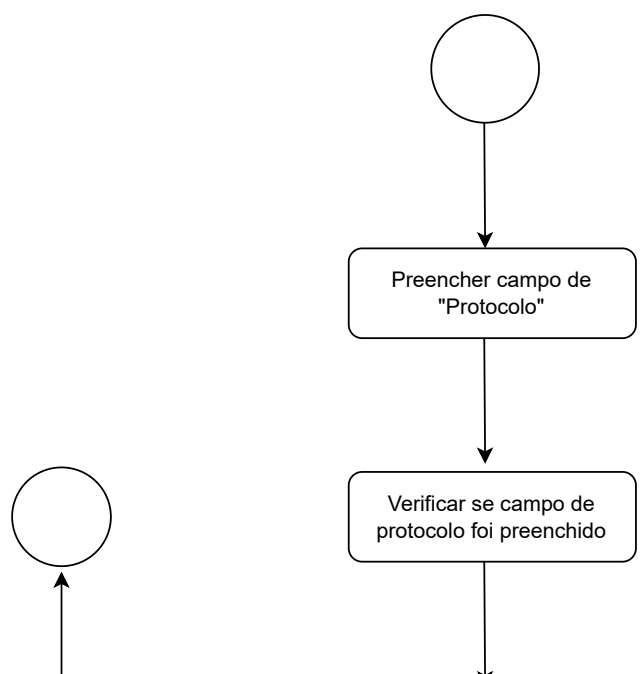 Preencher campo de
"Protocolo"
Verificar se campo de
protocolo foi preenchido